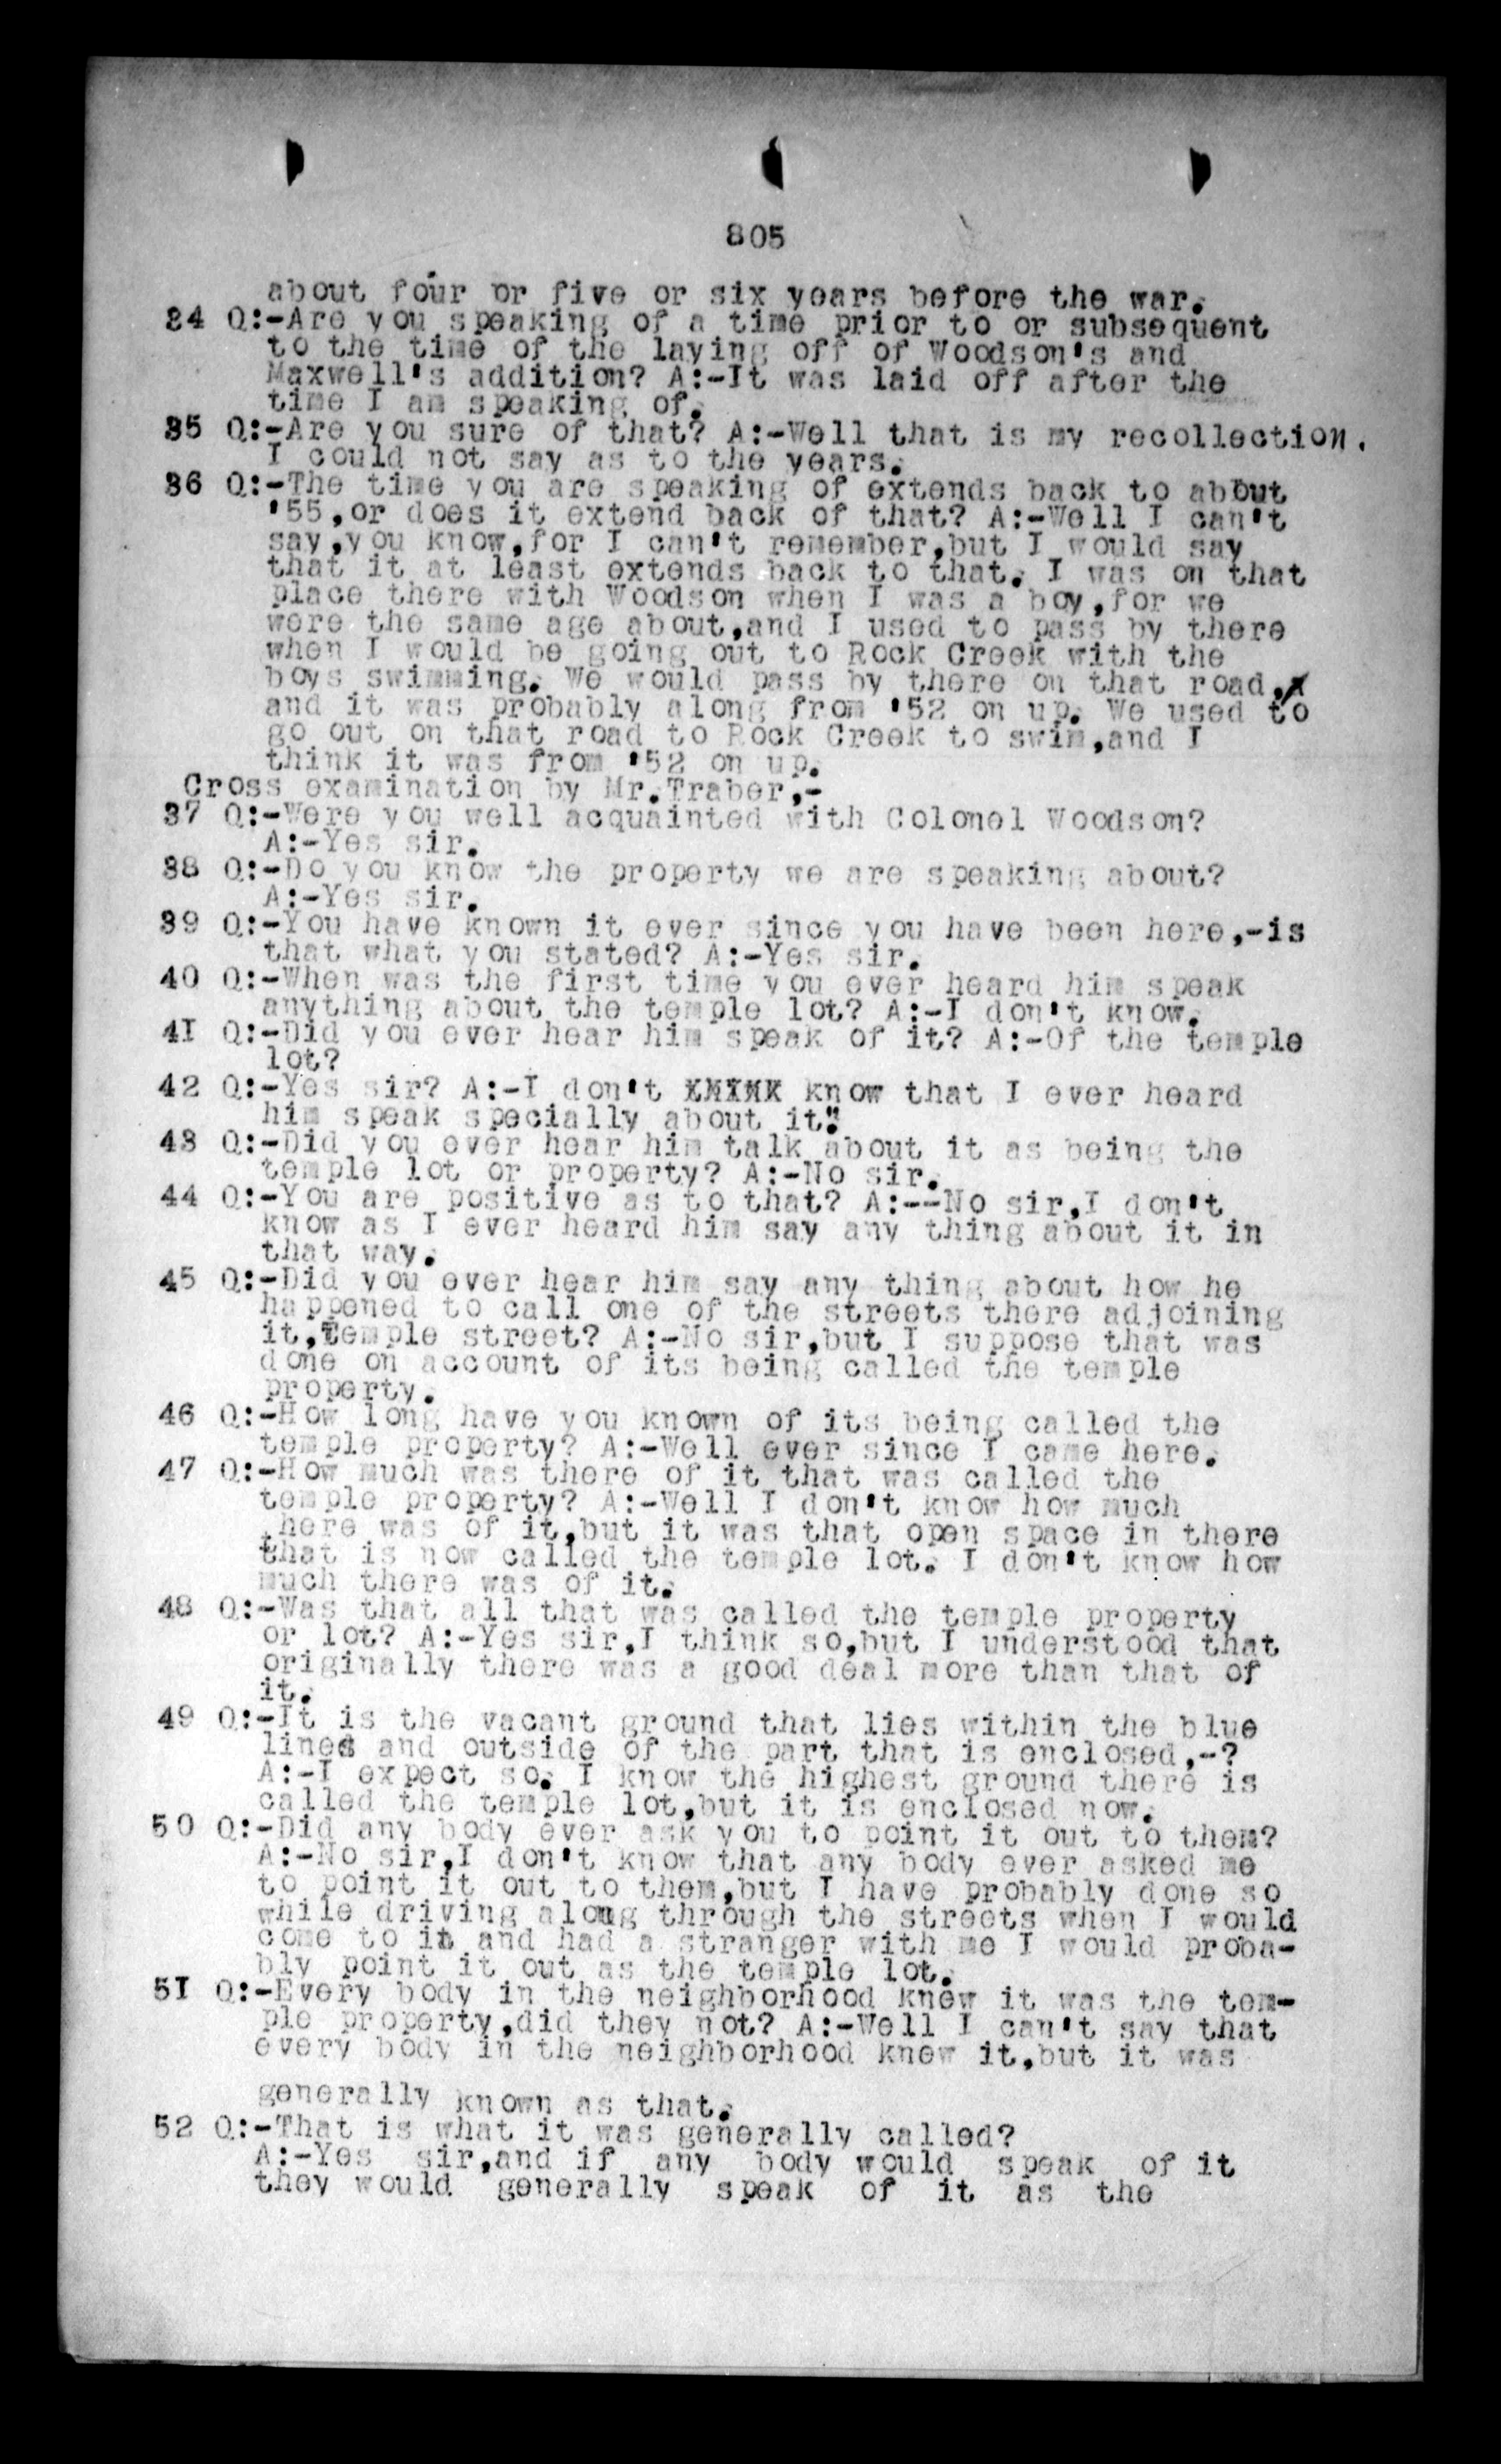 805
about four or five or six years before the war.
34 Q:-Are you speaking of a time prior to or subsequent
to the time of the laying off of Woodson's and
Maxwell's addition? A:-It was laid off after the
time I am speaking of.
35 Q:-Are you sure of that? A:-Well that is my recollection.
I could not say as to the years.
36 Q:-The time you are speaking of extends back to about
'55,or does it extend back of that? A:-Well I can't
say,you know,for I can't remember,but I would say
that it at least extends back to that. I was on that
place there with Woodson when I was a boy,for we
were the same age about,and I used to pass by there
when I would be going out to Rock Creek with the
boys swimming. We would pass by there on that road,
and it was probably along from '52 on up. We used to
go out on that road to Rock Creek to swim,and I
think it was from '52 on up.
Cross examination by Mr.Traber,-
37 Q:-Were you well acquainted with Colonel Woodson?
A:-Yes sir.
38 Q:-Do you know the property we are speaking about?
A:-Yes sir.
39 Q:-You have known it ever since you have been here,-is
that what you stated? A:-Yes sir.
40 Q:-When was the first time you ever heard him speak
anything about the temple lot? A:-I don't know.
41 Q:-Did you ever hear him speak of it? A:-Of the temple
lot?
42 Q:-Yes sir? A:-I don't know that I ever heard
him speak specially about it.
43 Q:-Did you ever hear him talk about it as being the
temple lot or property? A:-No sir.
44 Q:-You are positive as to that? A:--No sir,I don't
know as I ever heard him say any thing about it in
that way.
45 Q:-Did you ever hear him say any thing about how he
happened to call one of the streets there adjoining
it,temple street? A:-No sir,but I suppose that was
done on account of its being called the temple
property.
46 Q:-How long have you known of its being called the
temple property? A:-Well ever since I came here.
47 Q:-How much was there of it that was called the
temple property? A:-Well I don't know how much
there was of it,but it was that open space in there
that is now called the temple lot. I don't know how
much there was of it.
48 Q:-Was that all that was called the temple property
or lot? A:-Yes sir,I think so,but I understood that
originally there was a good deal more than that of
it.
49 Q:-It is the vacant ground that lies within the blue
lines and outside of the part that is enclosed,-?
A:-I expect so. I know the highest ground there is
called the temple lot,but it is enclosed now.
50 Q:-Did any body ever ask you to point it out to them?
A:-No sir,I don't know that any body ever asked me
to point it out to them,but I have probably done so
while driving along through the streets when I would
come to it and had a stranger with me I would proba-
bly point it out as the temple lot.
51 Q:-Every body in the neighborhood knew it was the tem-
ple property,did they not? A:-Well I can't say that
every body in the neighborhood knew it,but it was
generally known as that.
52 Q:-That is what it was generally called?
A:-Yes sir,and if any body would speak of it
they would generally speak of it as the